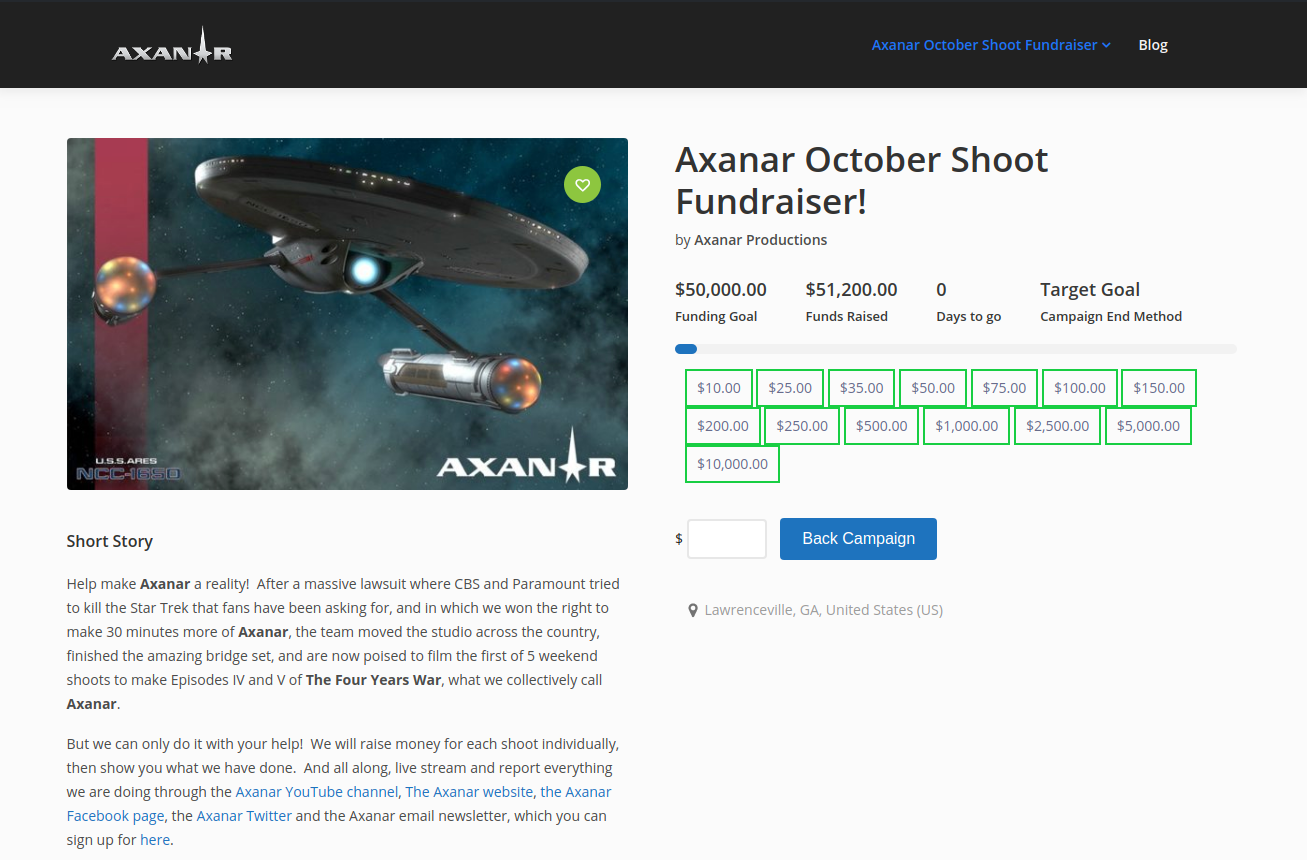 AXANAR
Axanar October Shoot Fundraiser
Blog
U.S.S. ARES
NCC-1650
AXANAR
Axanar October Shoot
Fundraiser!
by Axanar Productions
$50,000.00 $51,200.00 0 Target Goal
Funding Goal Funds Raised Days to go Campaign End Method
$10.00 $25.00 $35.00 $50.00 $75.00 $100.00 $150.00
$200.00 $250.00 $500.00 $1,000.00 $2,500.00 $5,000.00
$10,000.00
$ Back Campaign
Lawrenceville, GA, United States (US)
Short Story
Help make Axanar a reality! After a massive lawsuit where CBS and Paramount tried
to kill the Star Trek that fans have been asking for, and in which we won the right to
make 30 minutes more of Axanar, the team moved the studio across the country,
finished the amazing bridge set, and are now poised to film the first of 5 weekend
shoots to make Episodes IV and V of The Four Years War, what we collectively call
Axanar.
But we can only do it with your help! We will raise money for each shoot individually,
then show you what we have done. And all along, live stream and report everything
we are doing through the Axanar YouTube channel, The Axanar website, the Axanar
Facebook page, the Axanar Twitter and the Axanar email newsletter, which you can
sign up for here.